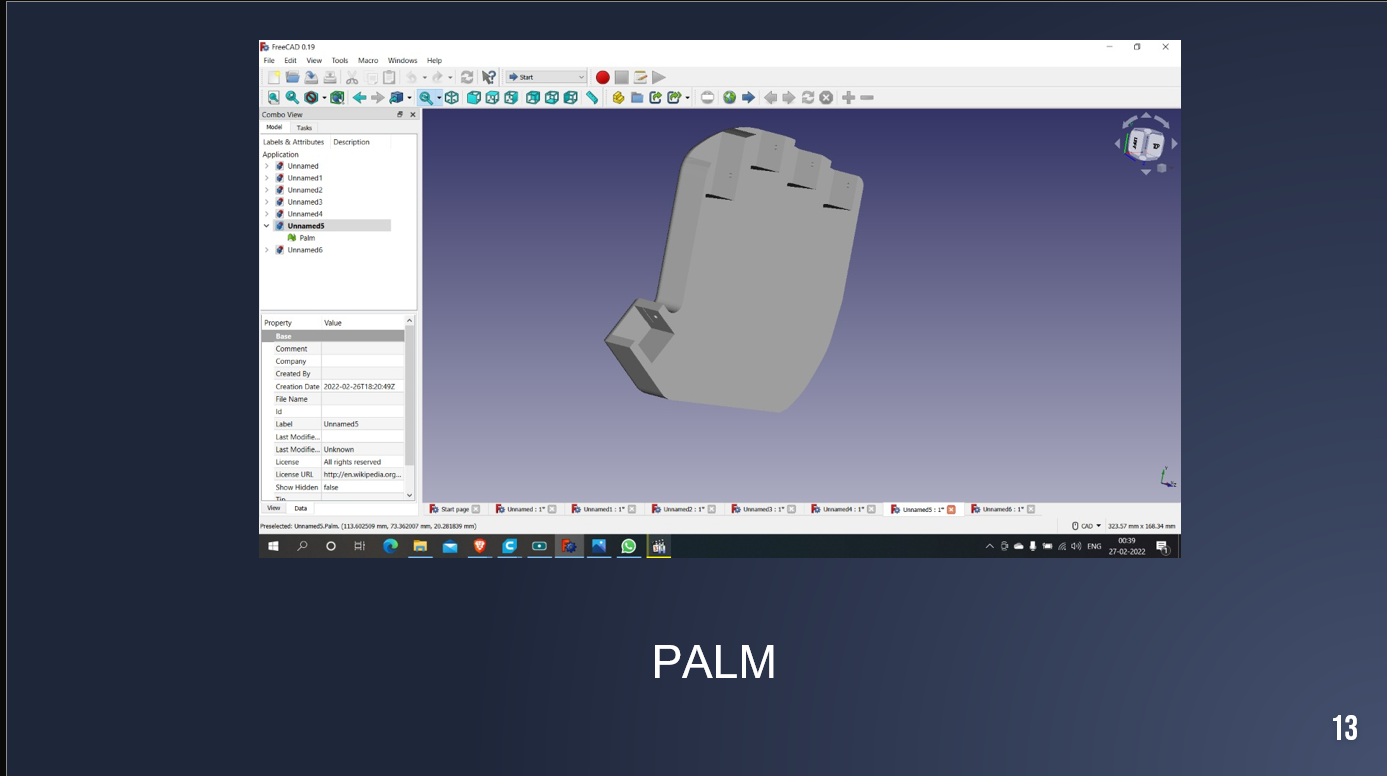 FreeCAD 0.19
File Edit View Tools Macro Windows Help
Start
Combo View
Model Tasks
Labels & Attributes Description
Application
Unnamed
Unnamed1
Unnamed2
Unnamed3
Unnamed4
Unnamed5
Palm
Unnamed6
Property Value
Base
Comment
Company
Created By
Creation Date 2022-02-26T18:20:49Z
File Name
Id
Label Unnamed5
Last Modifie...
Last Modifie... Unknown
License All rights reserved
License URL http://en.wikipedia.org...
Show Hidden false
View Data
Start page Unnamed : 1* Unnamed1 : 1* Unnamed2 : 1* Unnamed3 : 1* Unnamed4 : 1* Unnamed5 : 1* Unnamed6 : 1*
Preselected: Unnamed5.Palm. (113.602509 mm, 73.362007 mm, 20.281839 mm)
CAD 323.57 mm x 168.34 mm
ENG
00:39
27-02-2022
PALM
13